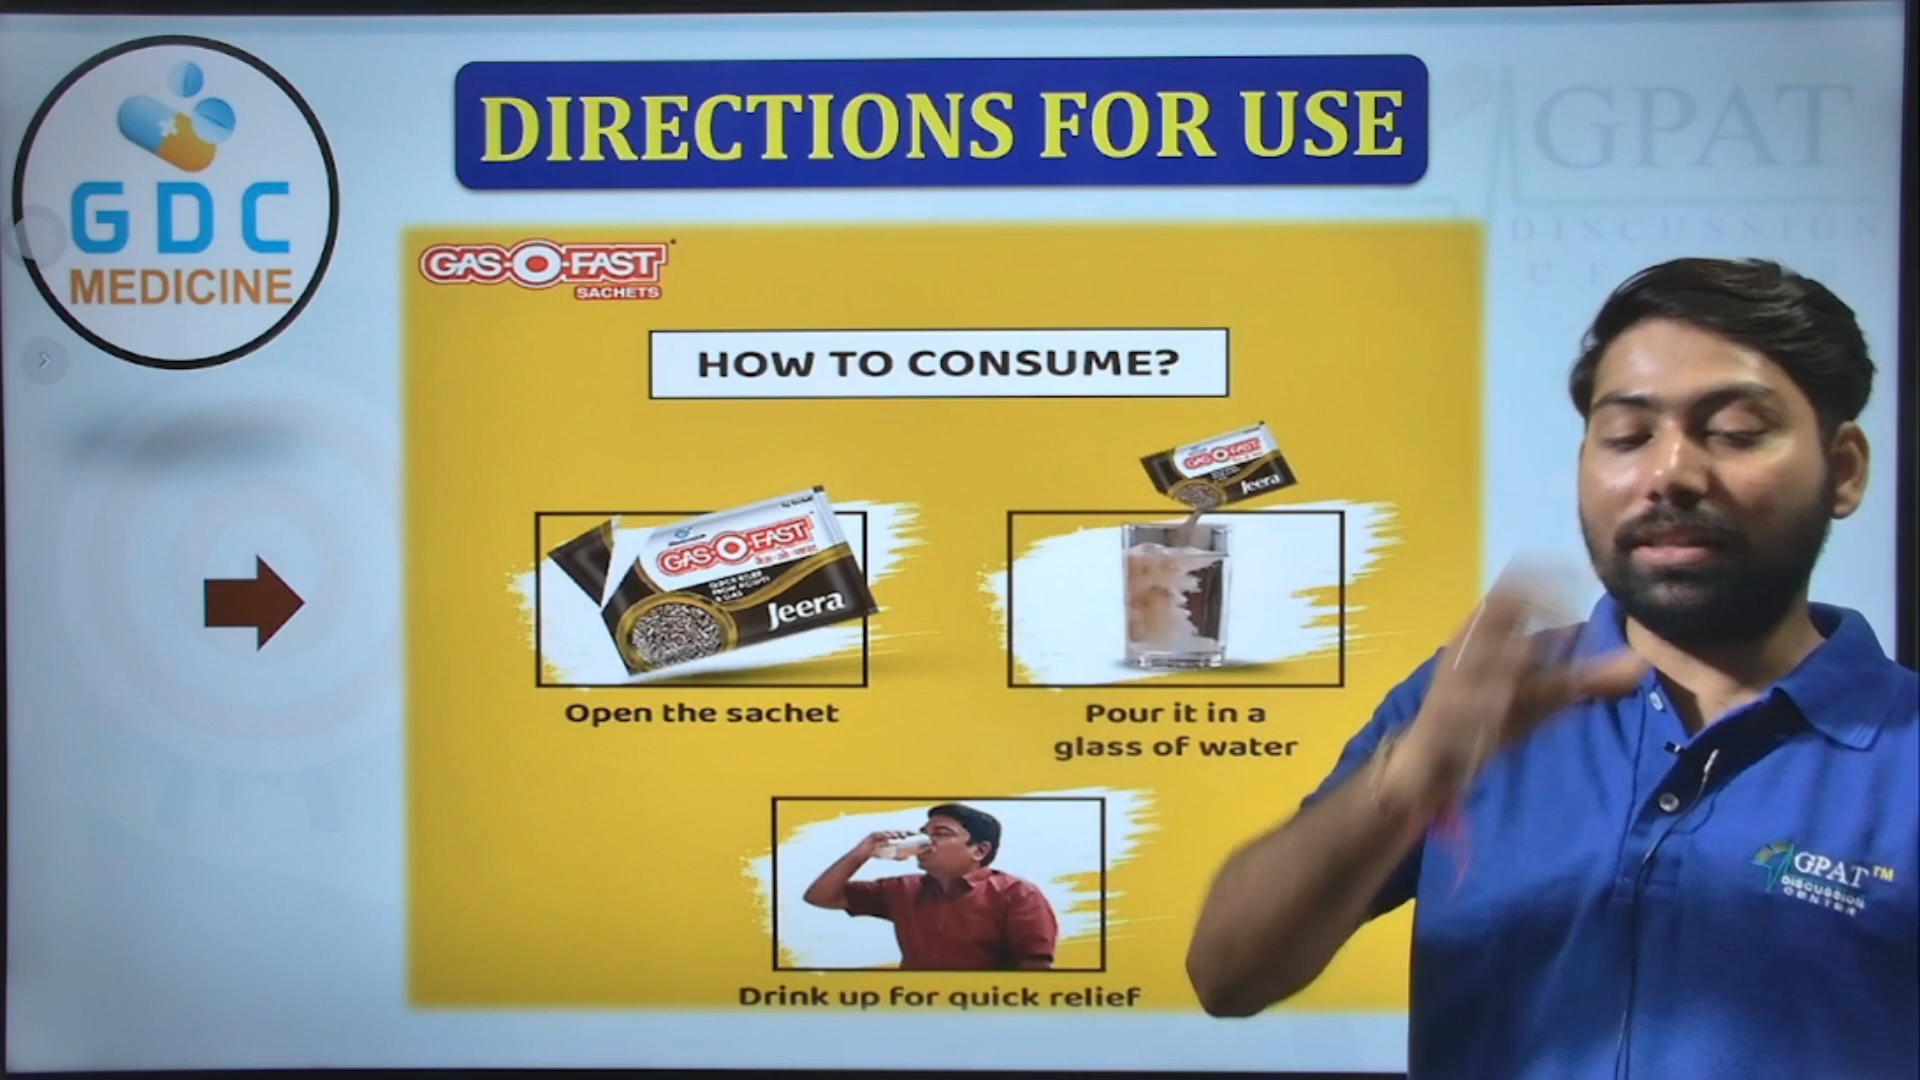 GDC
MEDICINE
DIRECTIONS FOR USE
GPAT
DISCUSSION
GAS-O-FAST
SACHETS
HOW TO CONSUME?
GAS-O-FAST
Jeera
GAS-O-FAST
Jeera
Open the sachet
Pour it in a
glass of water
Drink up for quick relief
GPAT™
DISCUSSION
CENTER